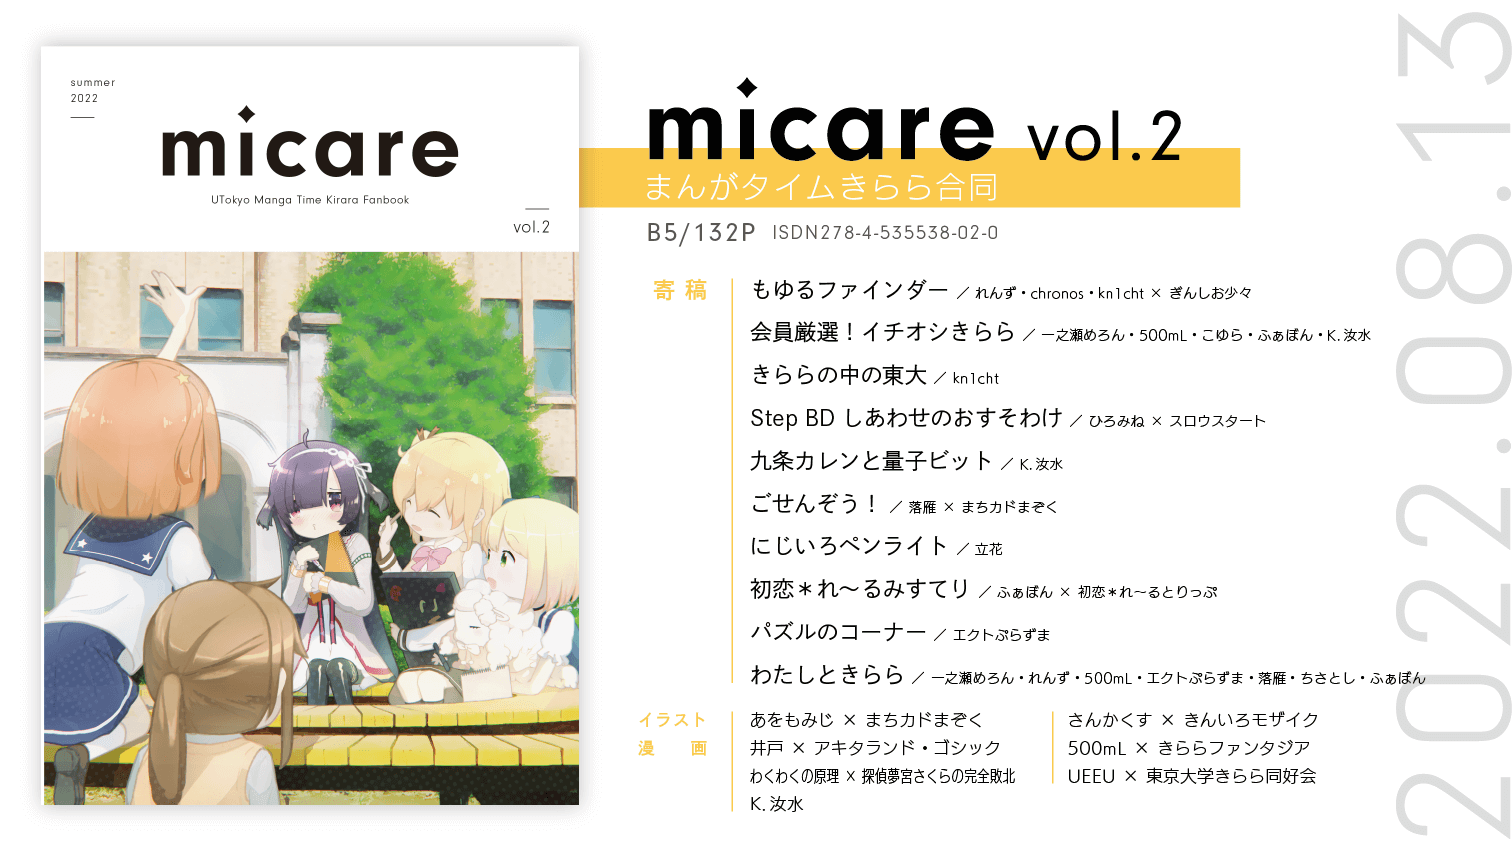 summer
2022
micare
UTokyo Manga Time Kirara Fanbook
vol.2
micare vol.2
まんがタイムきらら合同
B5/132P ISDN278-4-535538-02-0
寄稿
もゆるファインダー ／ れんず・chronos・kn1cht × ぎんしお少々
会員厳選！イチオシきらら ／ 一之瀬めろん・500mL・こゆら・ふぁぼん・K.汝水
きららの中の東大 ／ kn1cht
Step BD しあわせのおすそわけ ／ ひろみね × スロウスタート
九条カレンと量子ビット ／ K.汝水
ごせんぞう！ ／ 落雁 × まちカドまぞく
にじいろペンライト ／ 立花
初恋＊れ～るみすてり ／ ふぁぼん × 初恋＊れ～るとりっぷ
パズルのコーナー ／ エクトぷらずま
わたしときらら ／ 一之瀬めろん・れんず・500mL・エクトぷらずま・落雁・ちさとし・ふぁぼん
イラスト
漫画
あをもみじ × まちカドまぞく
井戸 × アキタランド・ゴシック
わくわくの原理 × 探偵夢宮さくらの完全敗北
K.汝水
さんかくす × きんいろモザイク
500mL × きららファンタジア
UEEU × 東京大学きらら同好会
2022.08.13